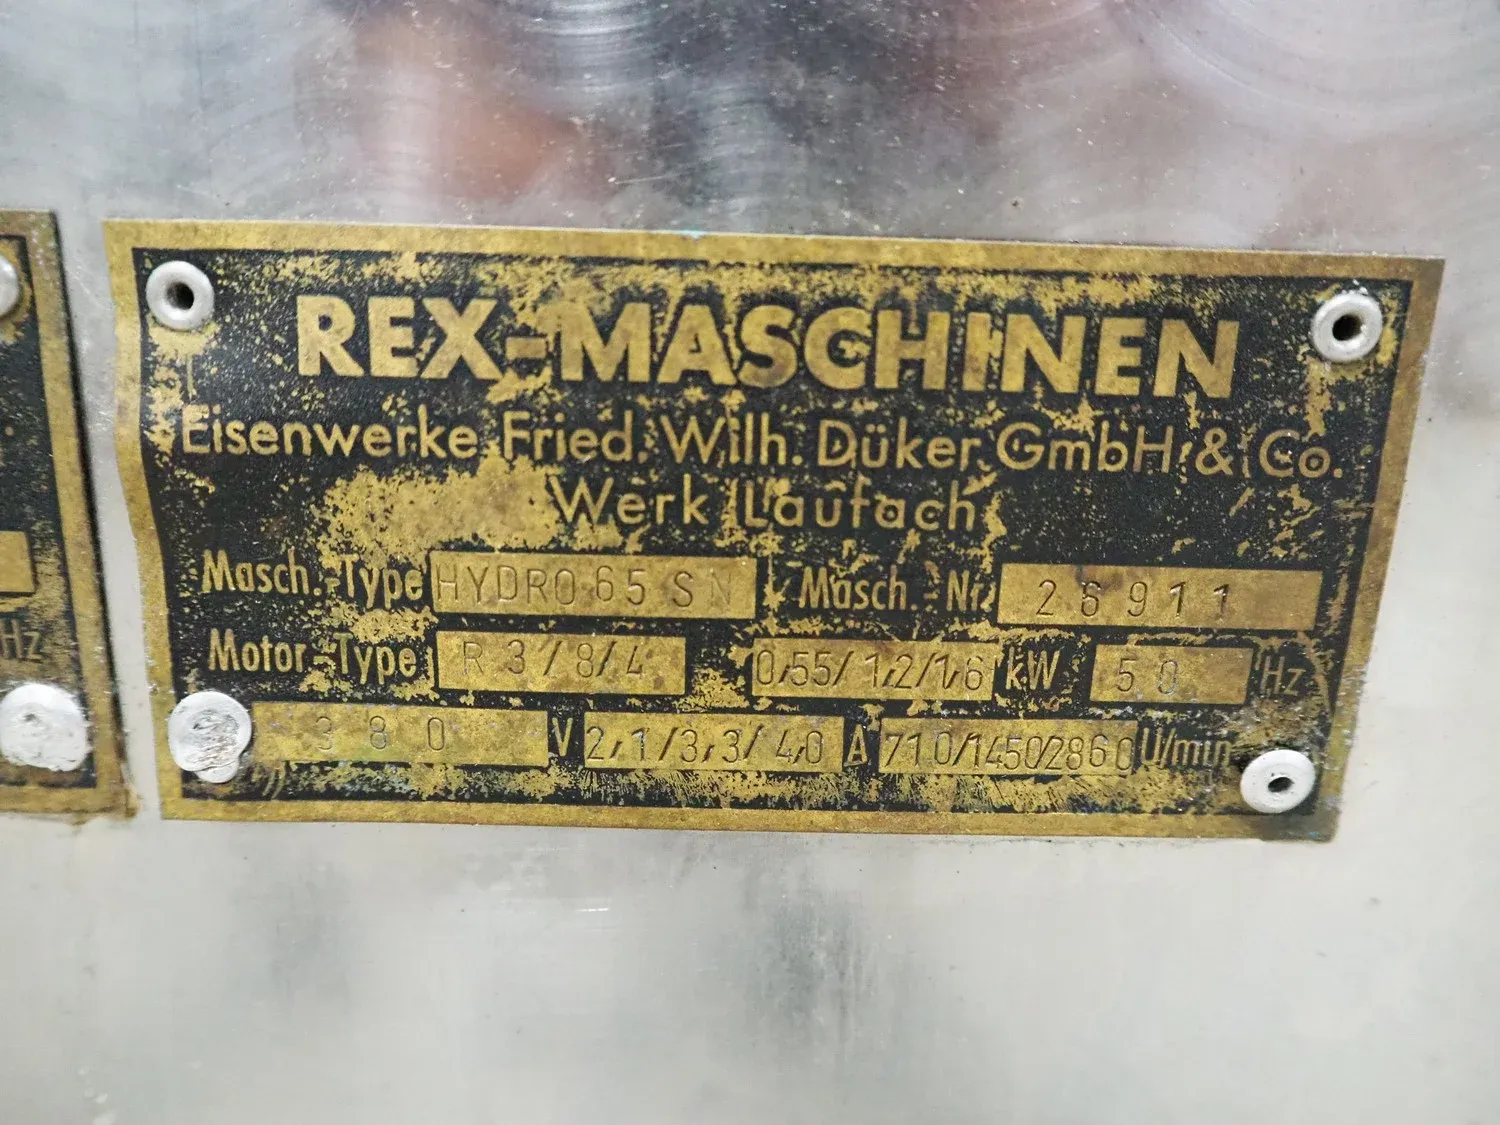 REX-MASCHINEN
Eisenwerke Fried. Wilh. Düker GmbH & Co.
Werk Laufach
Masch.-Type HYDRO 65 SN Masch.-Nr. 26911
Motor-Type R 3/8/4 0,55/1,2/1,6 kW 50 Hz
380 V 2,1/3,3/4,0 A 710/1450/2860 U/min
Hz